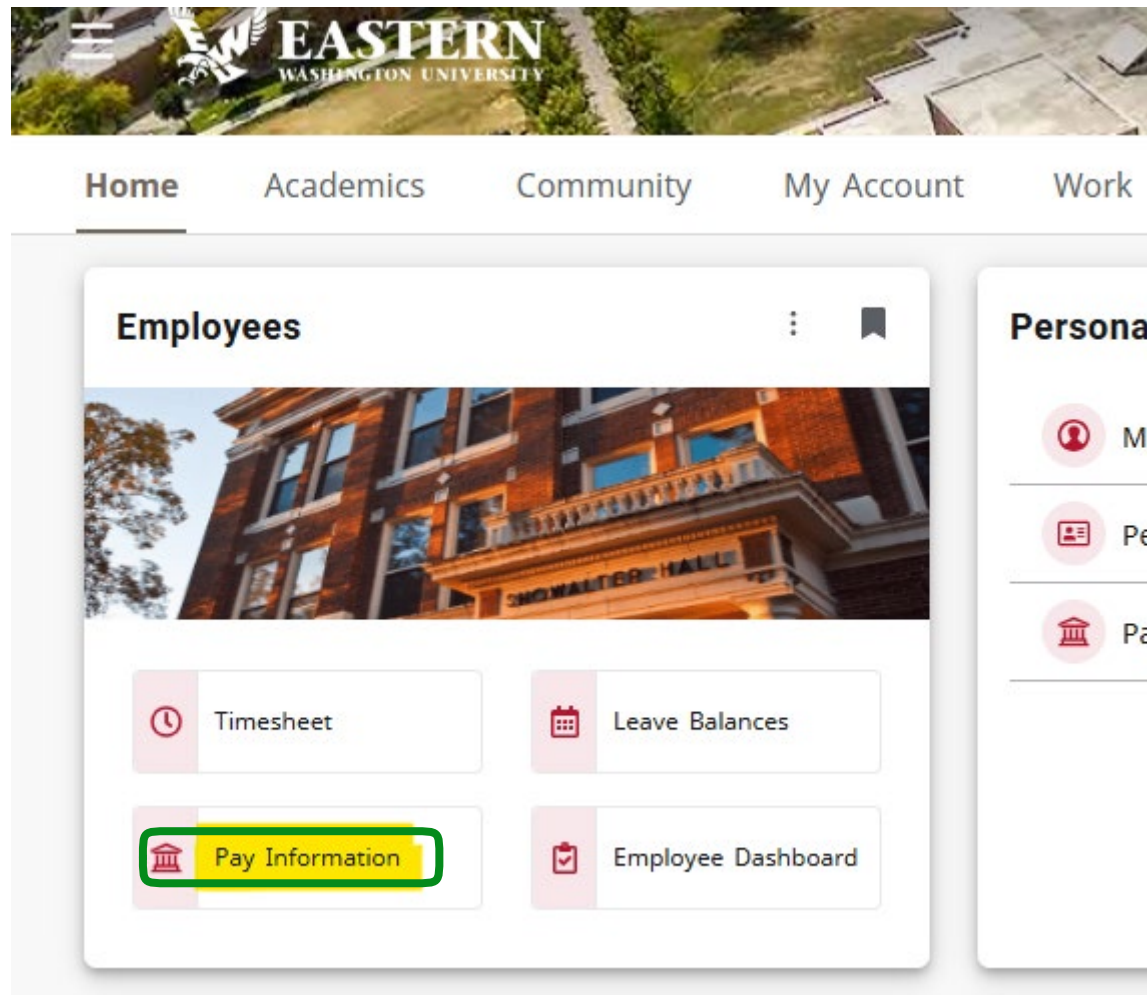 EASTERN
WASHINGTON UNIVERSITY
Home Academics Community My Account Work
Employees
SHOWALTER HALL
Timesheet
Leave Balances
Pay Information
Employee Dashboard
Persona
M
Pe
Pa